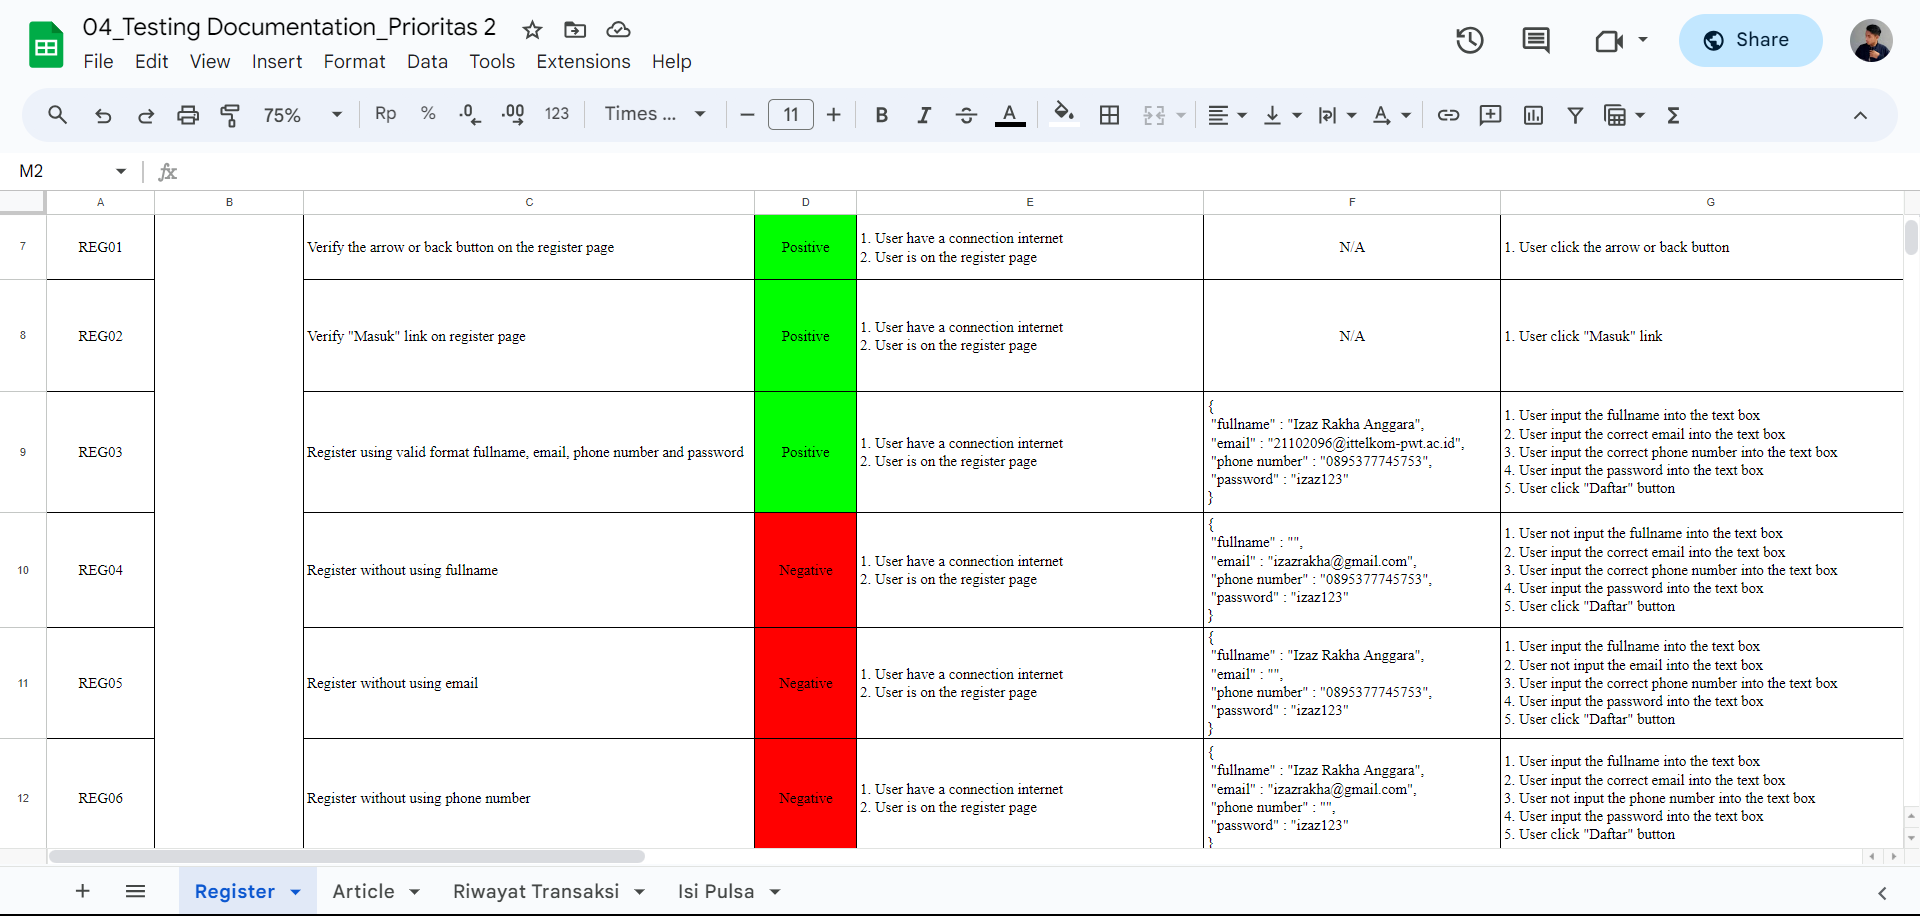 04_Testing Documentation_Prioritas 2
File Edit View Insert Format Data Tools Extensions Help
Share
75% Rp % .0 .00 123 Times ... 11 B I S A A Σ
M2 fx
A B C D E F G
7
REG01
Verify the arrow or back button on the register page
Positive
1. User have a connection internet
2. User is on the register page
N/A
1. User click the arrow or back button
8
REG02
Verify "Masuk" link on register page
Positive
1. User have a connection internet
2. User is on the register page
N/A
1. User click "Masuk" link
9
REG03
Register using valid format fullname, email, phone number and password
Positive
1. User have a connection internet
2. User is on the register page
{
"fullname" : "Izaz Rakha Anggara",
"email" : "21102096@ittelkom-pwt.ac.id",
"phone number" : "0895377745753",
"password" : "izaz123"
}
1. User input the fullname into the text box
2. User input the correct email into the text box
3. User input the correct phone number into the text box
4. User input the password into the text box
5. User click "Daftar" button
10
REG04
Register without using fullname
Negative
1. User have a connection internet
2. User is on the register page
{
"fullname" : "",
"email" : "izazrakha@gmail.com",
"phone number" : "0895377745753",
"password" : "izaz123"
}
1. User not input the fullname into the text box
2. User input the correct email into the text box
3. User input the correct phone number into the text box
4. User input the password into the text box
5. User click "Daftar" button
11
REG05
Register without using email
Negative
1. User have a connection internet
2. User is on the register page
{
"fullname" : "Izaz Rakha Anggara",
"email" : "",
"phone number" : "0895377745753",
"password" : "izaz123"
}
1. User input the fullname into the text box
2. User not input the email into the text box
3. User input the correct phone number into the text box
4. User input the password into the text box
5. User click "Daftar" button
12
REG06
Register without using phone number
Negative
1. User have a connection internet
2. User is on the register page
{
"fullname" : "Izaz Rakha Anggara",
"email" : "izazrakha@gmail.com",
"phone number" : "",
"password" : "izaz123"
}
1. User input the fullname into the text box
2. User input the correct email into the text box
3. User not input the phone number into the text box
4. User input the password into the text box
5. User click "Daftar" button
Register Article Riwayat Transaksi Isi Pulsa